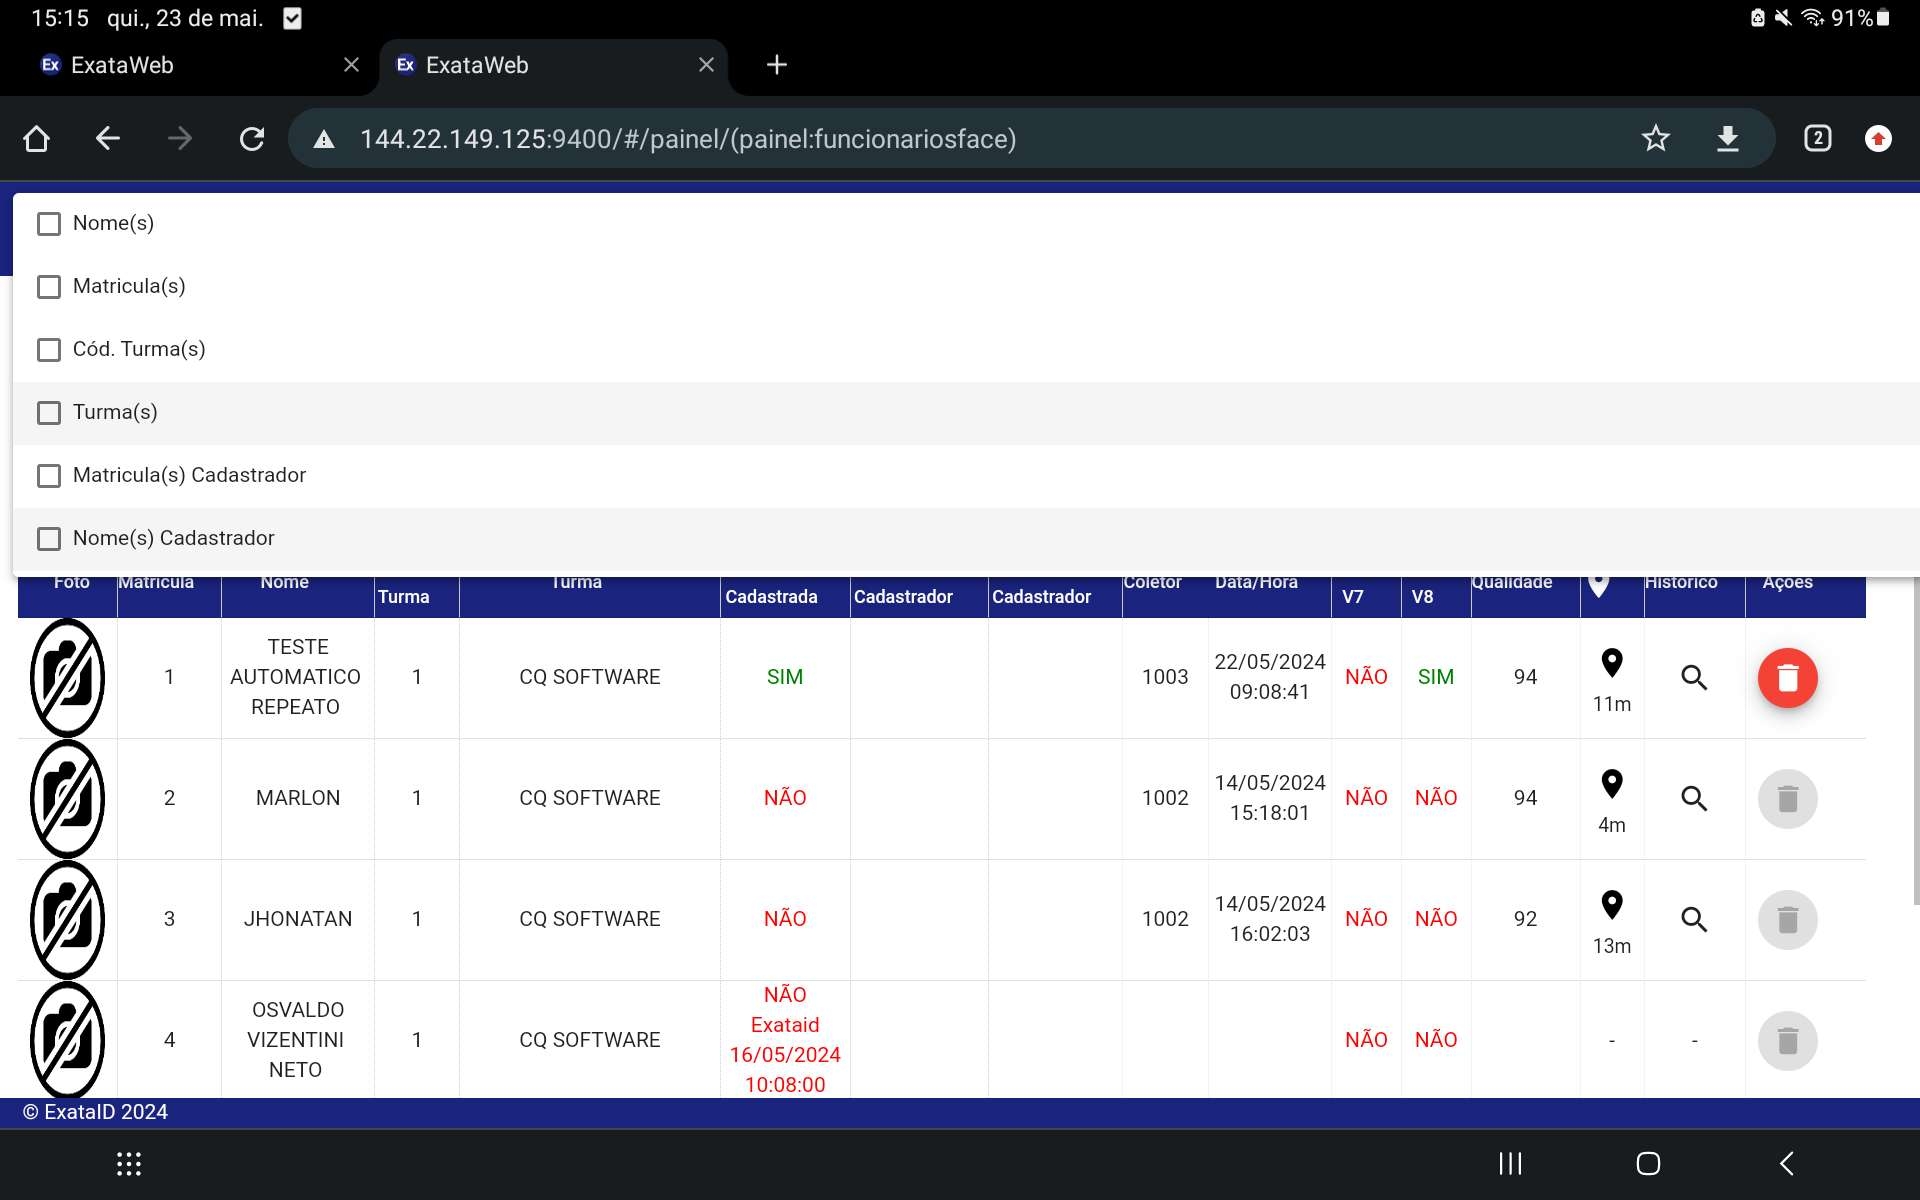 15:15 qui., 23 de mai. 91%
Ex ExataWeb Ex ExataWeb
144.22.149.125:9400/#/painel/(painel:funcionariosface) 2
Nome(s)
Matricula(s)
Cód. Turma(s)
Turma(s)
Matricula(s) Cadastrador
Nome(s) Cadastrador
Foto Matricula Nome Turma Turma Cadastrada Cadastrador Cadastrador Coletor Data/Hora V7 V8 Qualidade Histórico Ações
TESTE
AUTOMATICO
REPEATO
1 1 CQ SOFTWARE SIM 1003 22/05/2024
09:08:41
NÃO SIM 94 11m
2 MARLON 1 CQ SOFTWARE NÃO 1002 14/05/2024
15:18:01
NÃO NÃO 94 4m
3 JHONATAN 1 CQ SOFTWARE NÃO 1002 14/05/2024
16:02:03
NÃO NÃO 92 13m
4 OSVALDO
VIZENTINI
NETO
1 CQ SOFTWARE NÃO
Exataid
16/05/2024
10:08:00
NÃO NÃO - -
© ExataID 2024